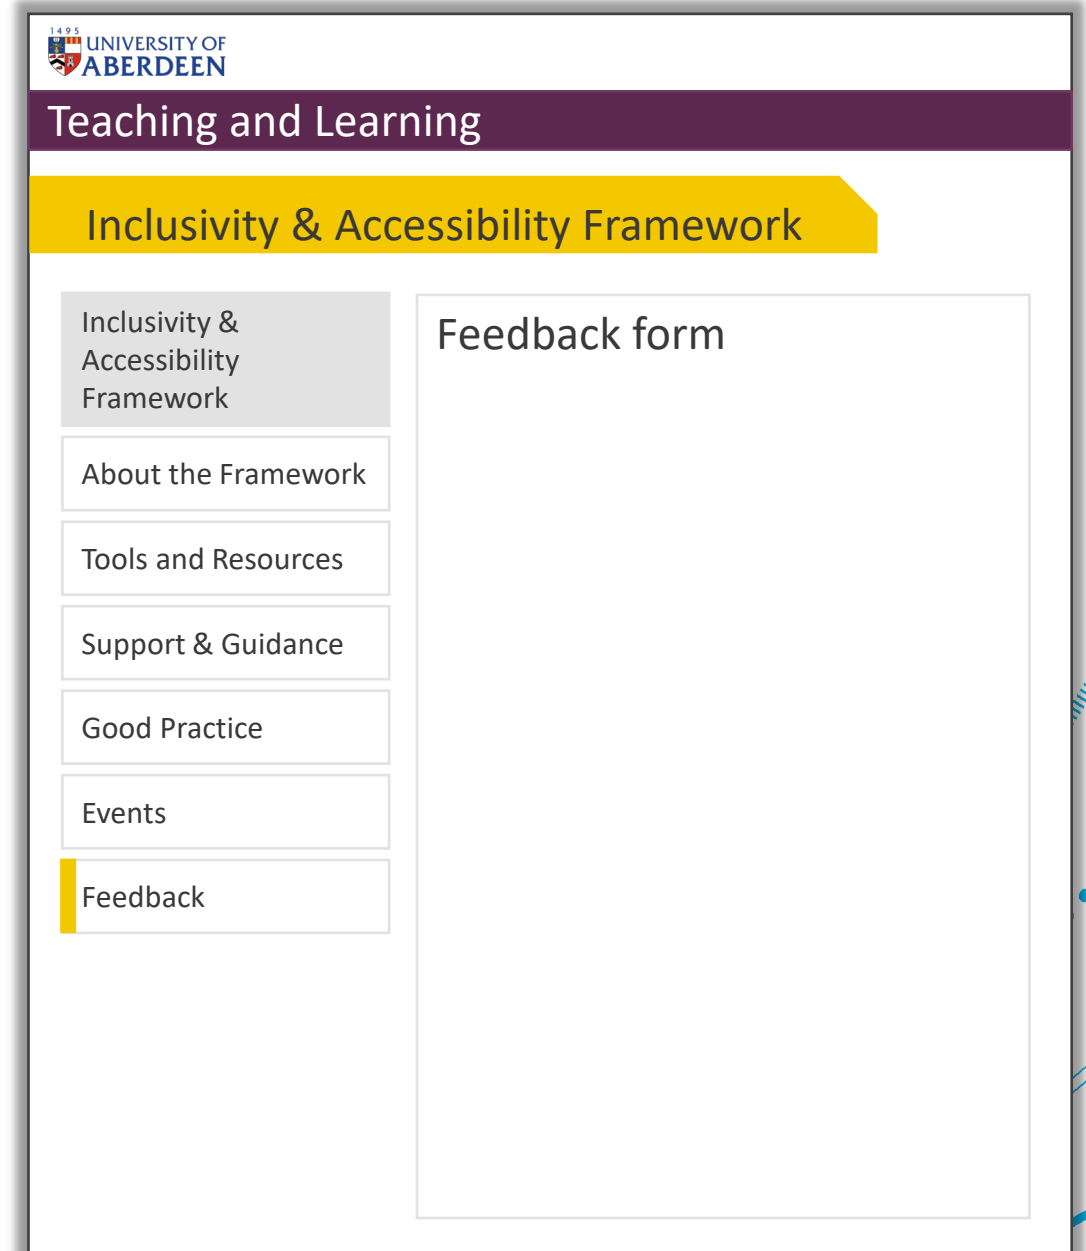 1495
UNIVERSITY OF
ABERDEEN
Teaching and Learning
Inclusivity & Accessibility Framework
Inclusivity &
Accessibility
Framework
About the Framework
Tools and Resources
Support & Guidance
Good Practice
Events
Feedback
Feedback form